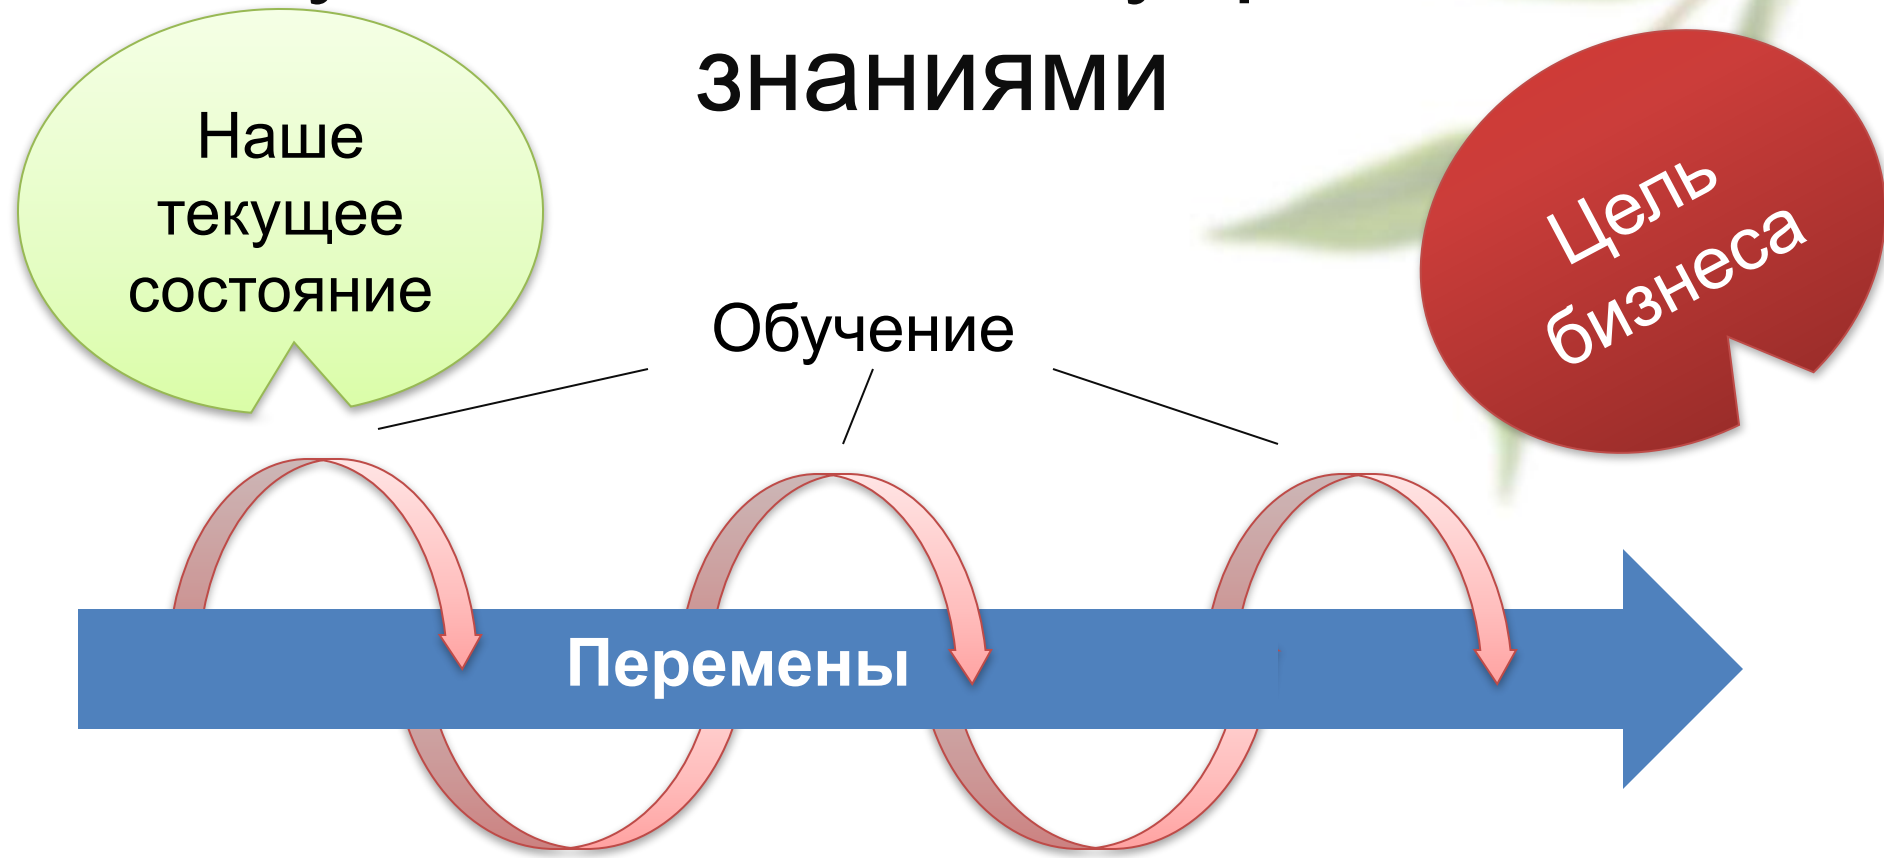 знаниями
Наше
текущее
состояние
Цель
бизнеса
Обучение
Перемены